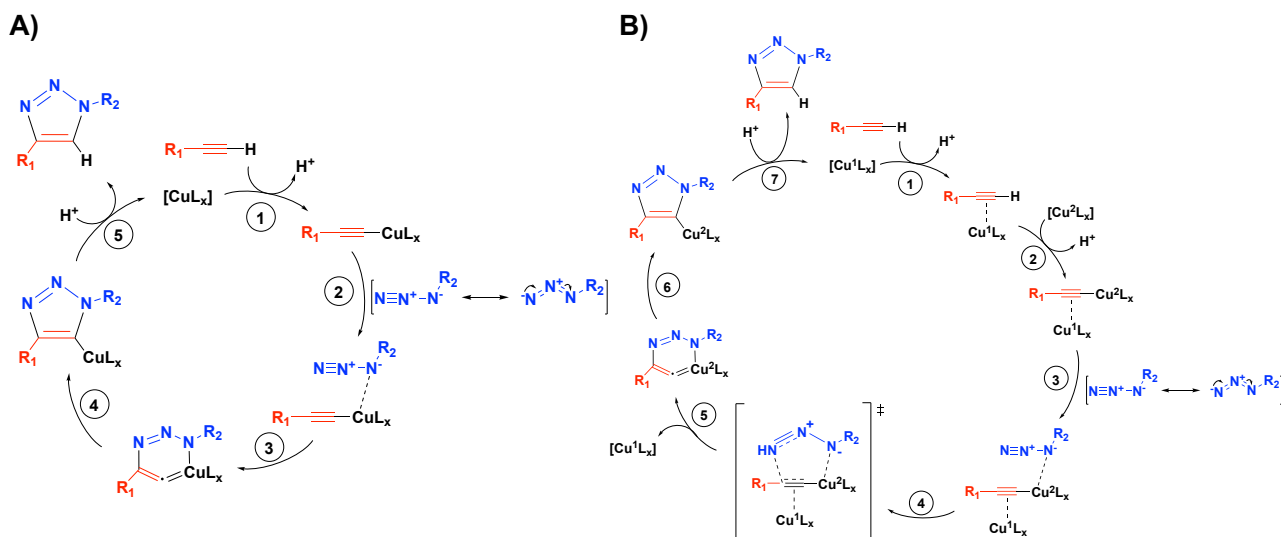 A)
N
N
N
R₂
R₁
H
R₁
H
[CuLₓ]
H⁺
1
H⁺
5
R₁
CuLₓ
2
N≡N⁺–N⁻
R₂
⁻N
N⁺
N
R₂
N≡N⁺–N⁻
R₂
R₁
CuLₓ
3
N
N
N
R₂
R₁
CuLₓ
4
N
N
N
R₂
R₁
CuLₓ
B)
N
N
N
R₂
R₁
H
H⁺
7
R₁
H
[Cu¹Lₓ]
H⁺
1
R₁
H
Cu¹Lₓ
[Cu²Lₓ]
H⁺
2
R₁
Cu²Lₓ
Cu¹Lₓ
3
N≡N⁺–N⁻
R₂
⁻N
N⁺
N
R₂
N≡N⁺–N⁻
R₂
R₁
Cu²Lₓ
Cu¹Lₓ
4
‡
HN
N⁺
N⁻
R₂
R₁
Cu²Lₓ
Cu¹Lₓ
5
[Cu¹Lₓ]
N
N
N
R₂
R₁
Cu²Lₓ
6
N
N
N
R₂
R₁
Cu²Lₓ